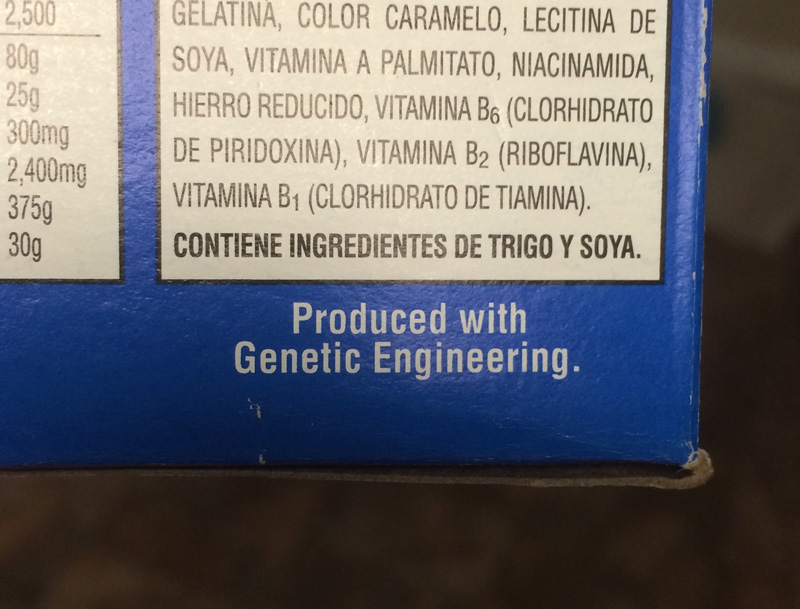 2,500
80g
25g
300mg
2,400mg
375g
30g
GELATINA, COLOR CARAMELO, LECITINA DE
SOYA, VITAMINA A PALMITATO, NIACINAMIDA,
HIERRO REDUCIDO, VITAMINA B6 (CLORHIDRATO
DE PIRIDOXINA), VITAMINA B2 (RIBOFLAVINA),
VITAMINA B1 (CLORHIDRATO DE TIAMINA).
CONTIENE INGREDIENTES DE TRIGO Y SOYA.
Produced with
Genetic Engineering.